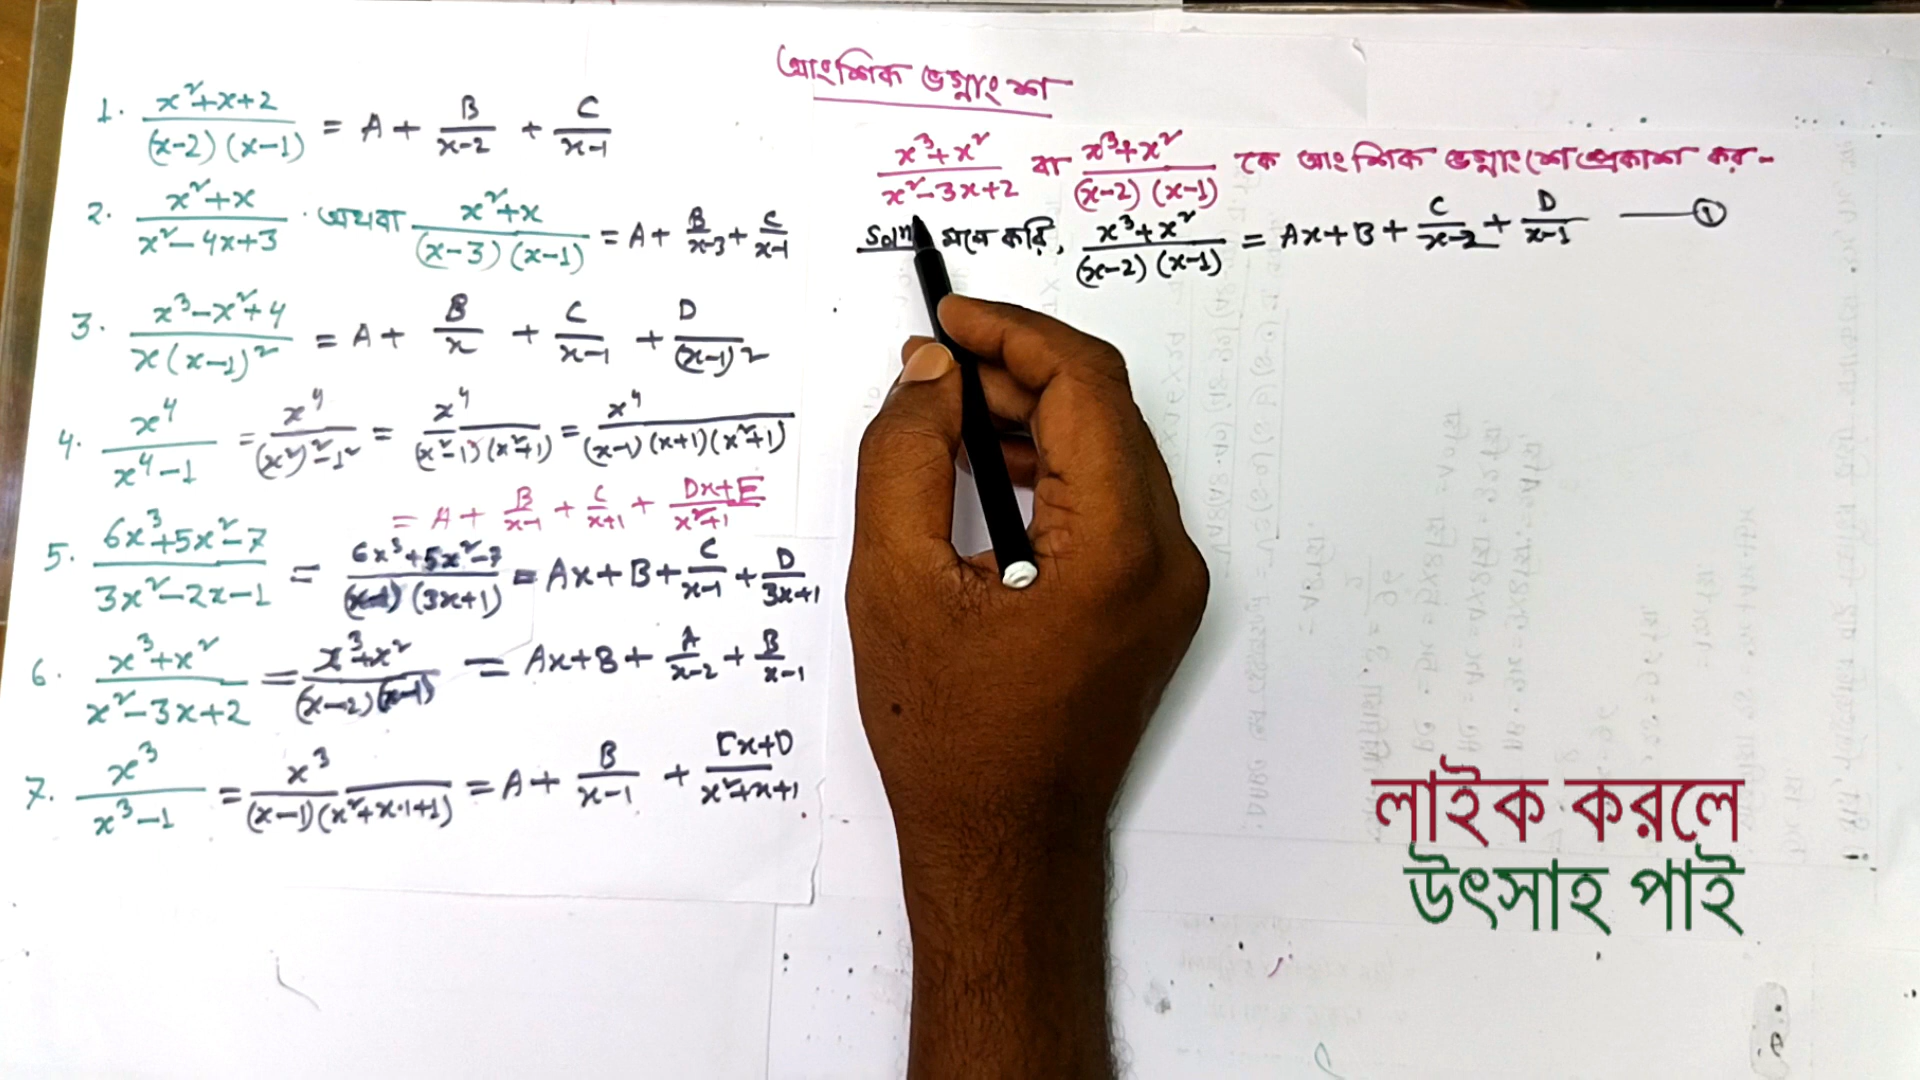 আংশিক ভগ্নাংশ
1. (x²+x+2)/((x-2)(x-1)) = A + B/(x-2) + C/(x-1)
2. (x²+x)/(x²-4x+3) . অথবা (x²+x)/((x-3)(x-1)) = A + B/(x-3) + C/(x-1)
3. (x³-x²+4)/(x(x-1)²) = A + B/x + C/(x-1) + D/(x-1)²
4. x⁴/(x⁴-1) = x⁴/((x²)²-1²) = x⁴/((x²-1)(x²+1)) = x⁴/((x-1)(x+1)(x²+1))
= A + B/(x-1) + C/(x+1) + (Dx+E)/(x²+1)
5. (6x³+5x²-7)/(3x²-2x-1) = (6x³+5x²-7)/((x-1)(3x+1)) = Ax+B+C/(x-1) + D/(3x+1)
6. (x³+x²)/(x²-3x+2) = (x³+x²)/((x-2)(x-1)) = Ax+B+ A/(x-2) + B/(x-1)
7. x³/(x³-1) = x³/((x-1)(x²+x·1+1)) = A + B/(x-1) + (Cx+D)/(x²+x+1)
(x³+x²)/(x²-3x+2) বা (x³+x²)/((x-2)(x-1)) কে আংশিক ভগ্নাংশে প্রকাশ কর-
Soln মনে করি, (x³+x²)/((x-2)(x-1)) = Ax+B+ C/(x-2) + D/(x-1) —— ①
লাইক করলে
উৎসাহ পাই